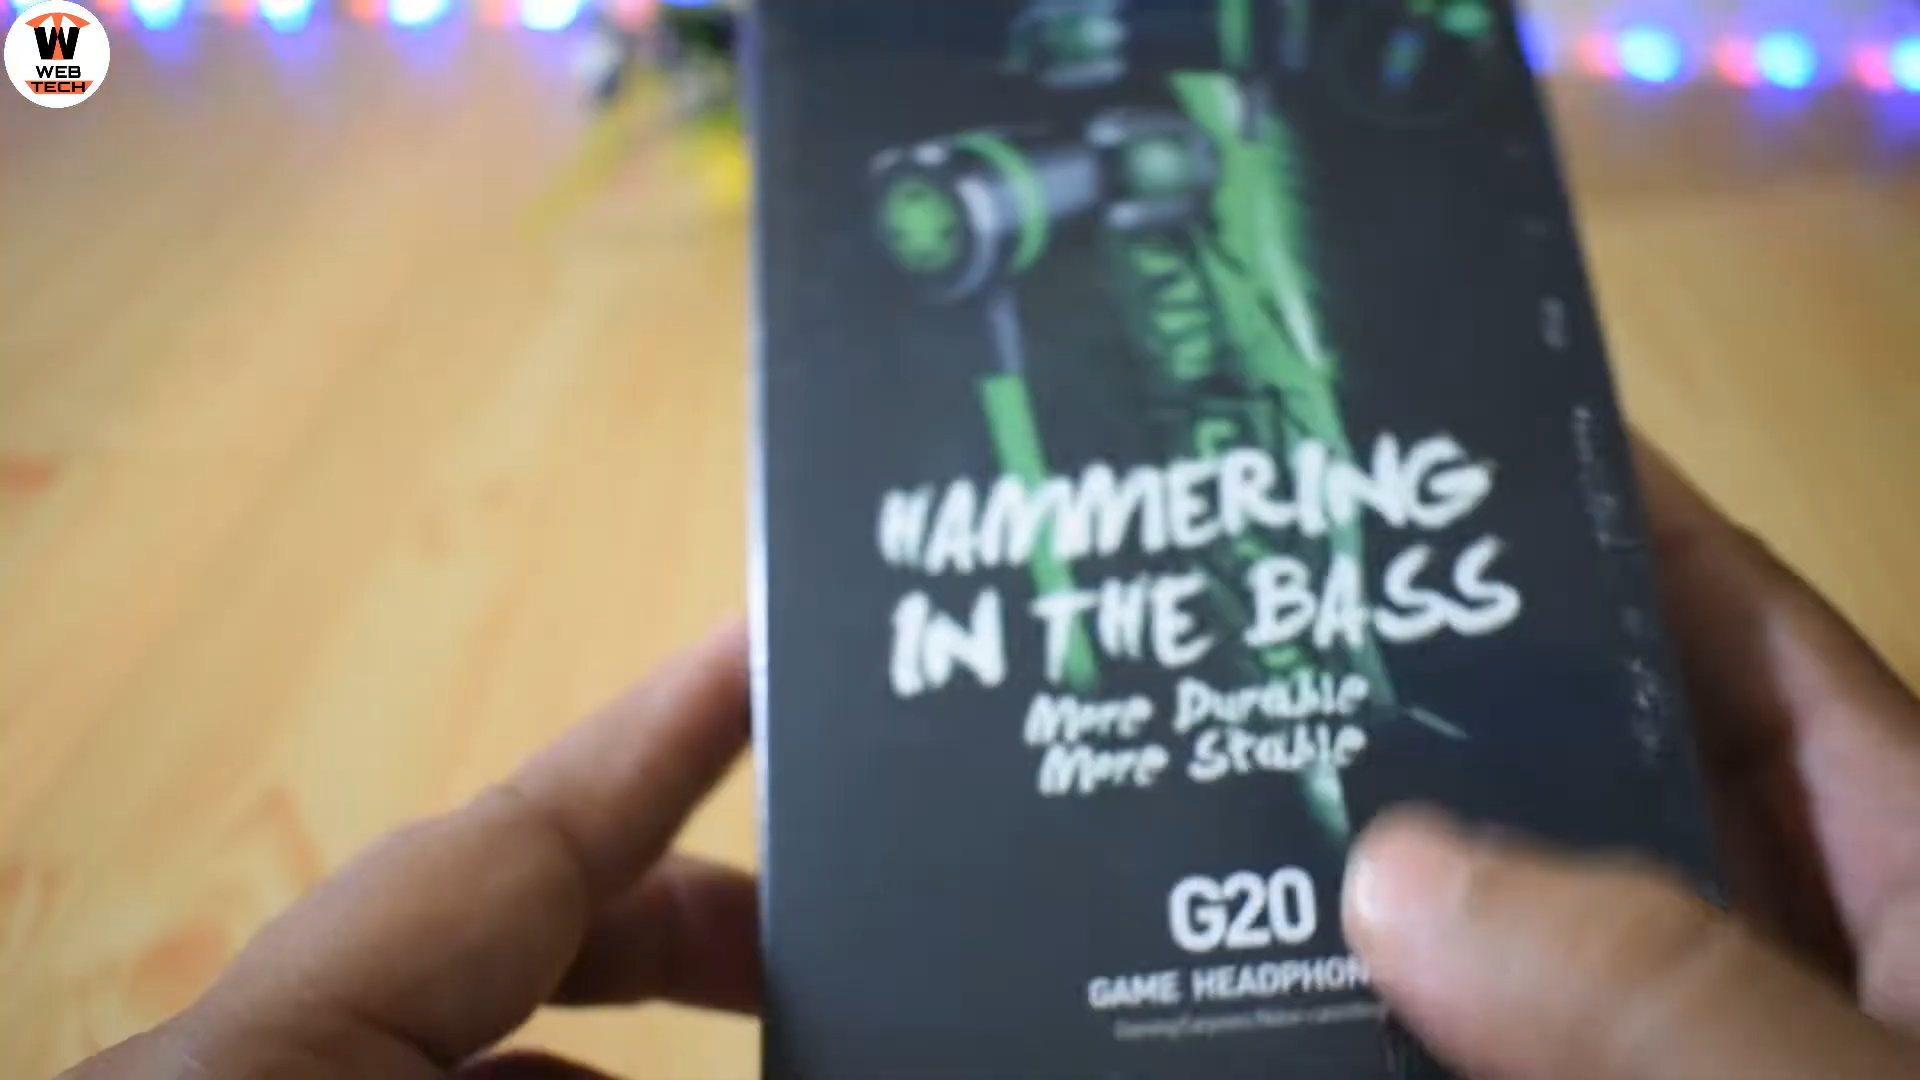 W
WEB
TECH
HAMMERING
IN THE BASS
More Durable
More Stable
G20
GAME HEADPHON